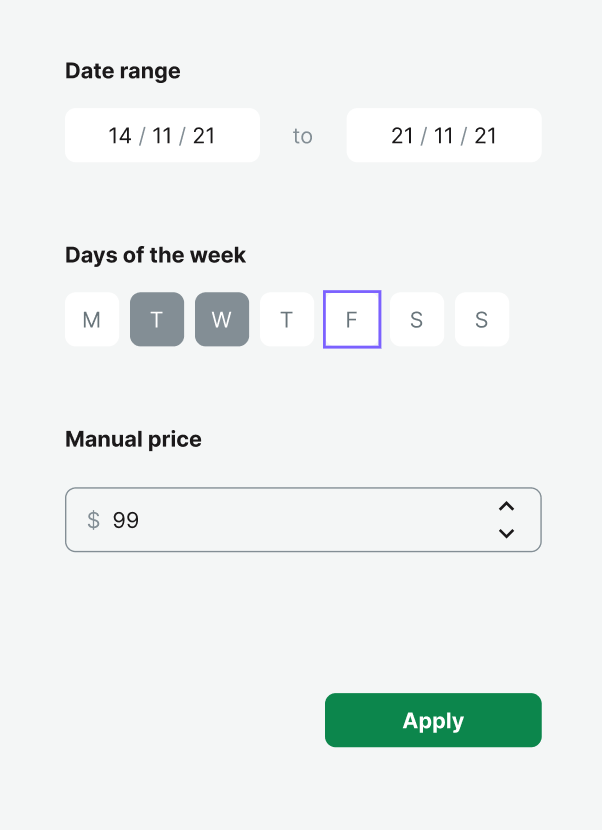 Date range
14 / 11 / 21 to 21 / 11 / 21
Days of the week
M T W T F S S
Manual price
$ 99
Apply